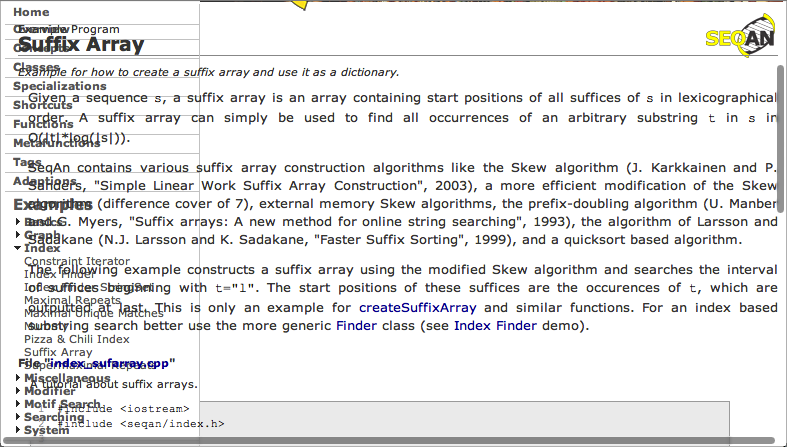 Home
Overview
Concepts
Classes
Specializations
Shortcuts
Functions
Metafunctions
Tags
Adaptions
Examples
Basics
Graph
Index
Constraint Iterator
Index Finder
Index Finder StringSet
Maximal Repeats
Maximal Unique Matches
Mummy
Pizza & Chili Index
Suffix Array
Supermaximal Repeats
Miscellaneous
Modifier
Motif Search
Searching
System
Example Program
Suffix Array
SEQAN
Example for how to create a suffix array and use it as a dictionary.
Given a sequence s, a suffix array is an array containing start positions of all suffices of s in lexicographical
order. A suffix array can simply be used to find all occurrences of an arbitrary substring t in s in
O(|t|*log(|s|)).
SeqAn contains various suffix array construction algorithms like the Skew algorithm (J. Karkkainen and P.
Sanders, "Simple Linear Work Suffix Array Construction", 2003), a more efficient modification of the Skew
algorithm (difference cover of 7), external memory Skew algorithms, the prefix-doubling algorithm (U. Manber
and G. Myers, "Suffix arrays: A new method for online string searching", 1993), the algorithm of Larsson and
Sadakane (N.J. Larsson and K. Sadakane, "Faster Suffix Sorting", 1999), and a quicksort based algorithm.
The following example constructs a suffix array using the modified Skew algorithm and searches the interval
of suffices beginning with t="l". The start positions of these suffices are the occurences of t, which are
outputted at last. This is only an example for createSuffixArray and similar functions. For an index based
substring search better use the more generic Finder class (see Index Finder demo).
File "index_sufarray.cpp"
A tutorial about suffix arrays.
1 #include <iostream>
2 #include <seqan/index.h>